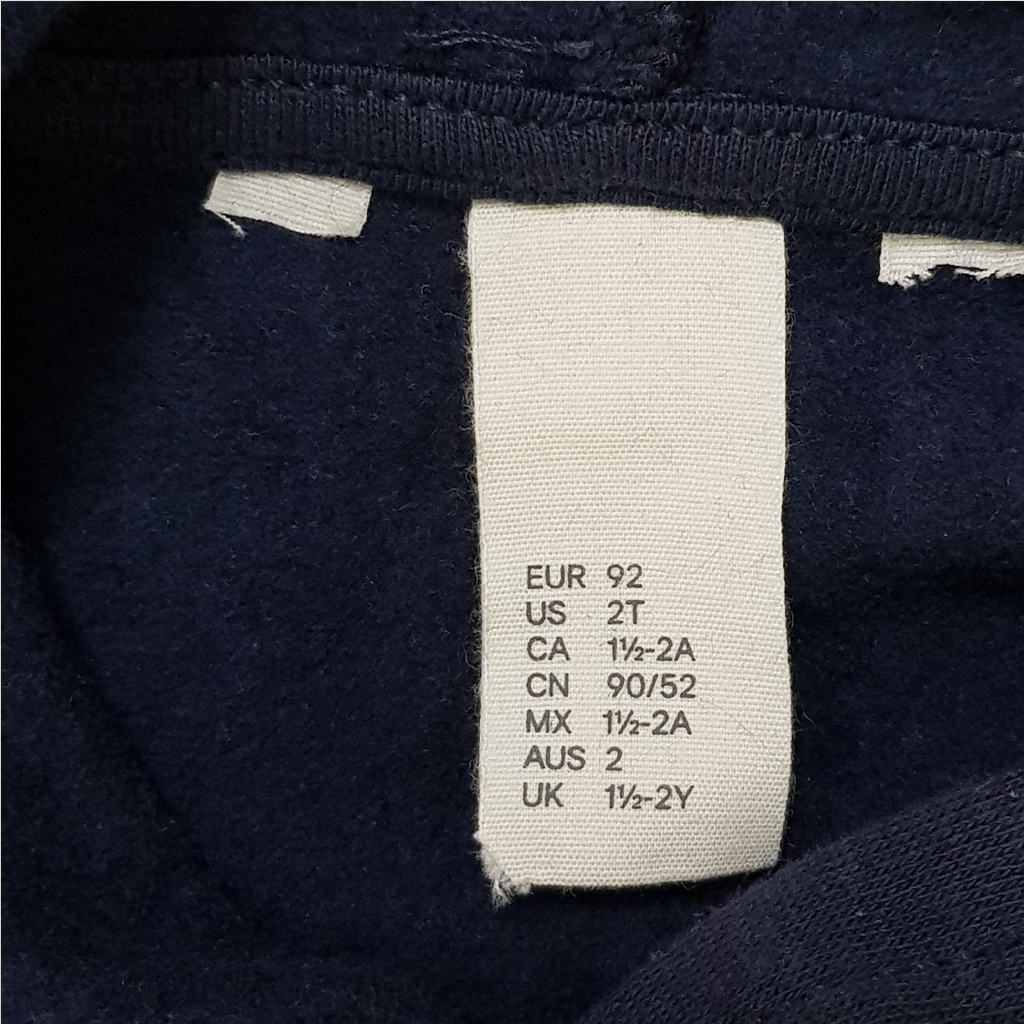 EUR 92
US 2T
CA 1½-2A
CN 90/52
MX 1½-2A
AUS 2
UK 1½-2Y